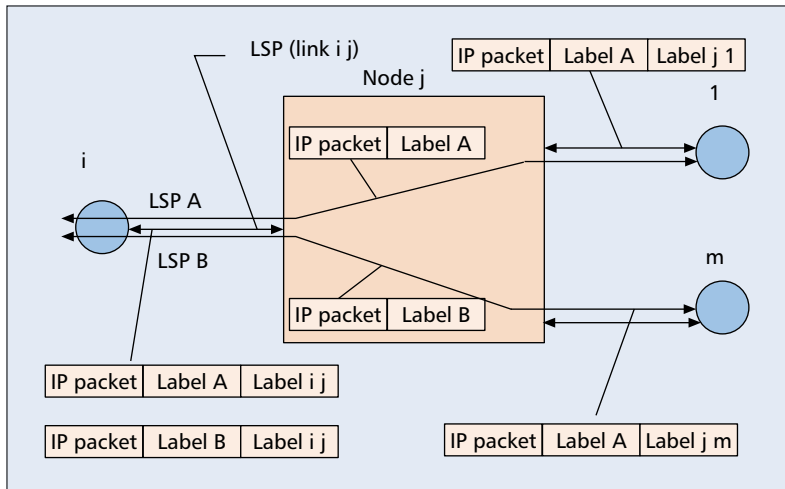 LSP (link i j)
IP packet Label A Label j 1
Node j
1
IP packet Label A
i
LSP A
LSP B
m
IP packet Label B
IP packet Label A Label i j
IP packet Label B Label i j
IP packet Label A Label j m